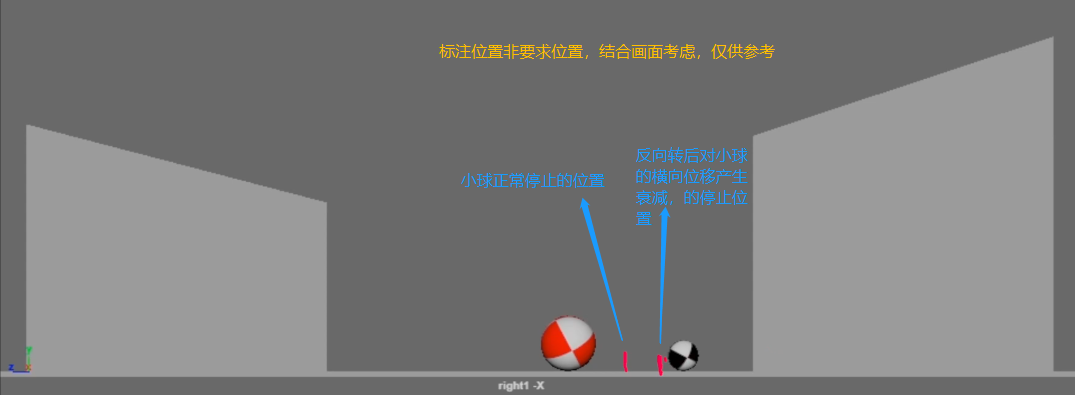 标注位置非要求位置，结合画面考虑，仅供参考
反向转后对小球
的横向位移产生
衰减，的停止位
置
小球正常停止的位置
y
z
x
right1 -X